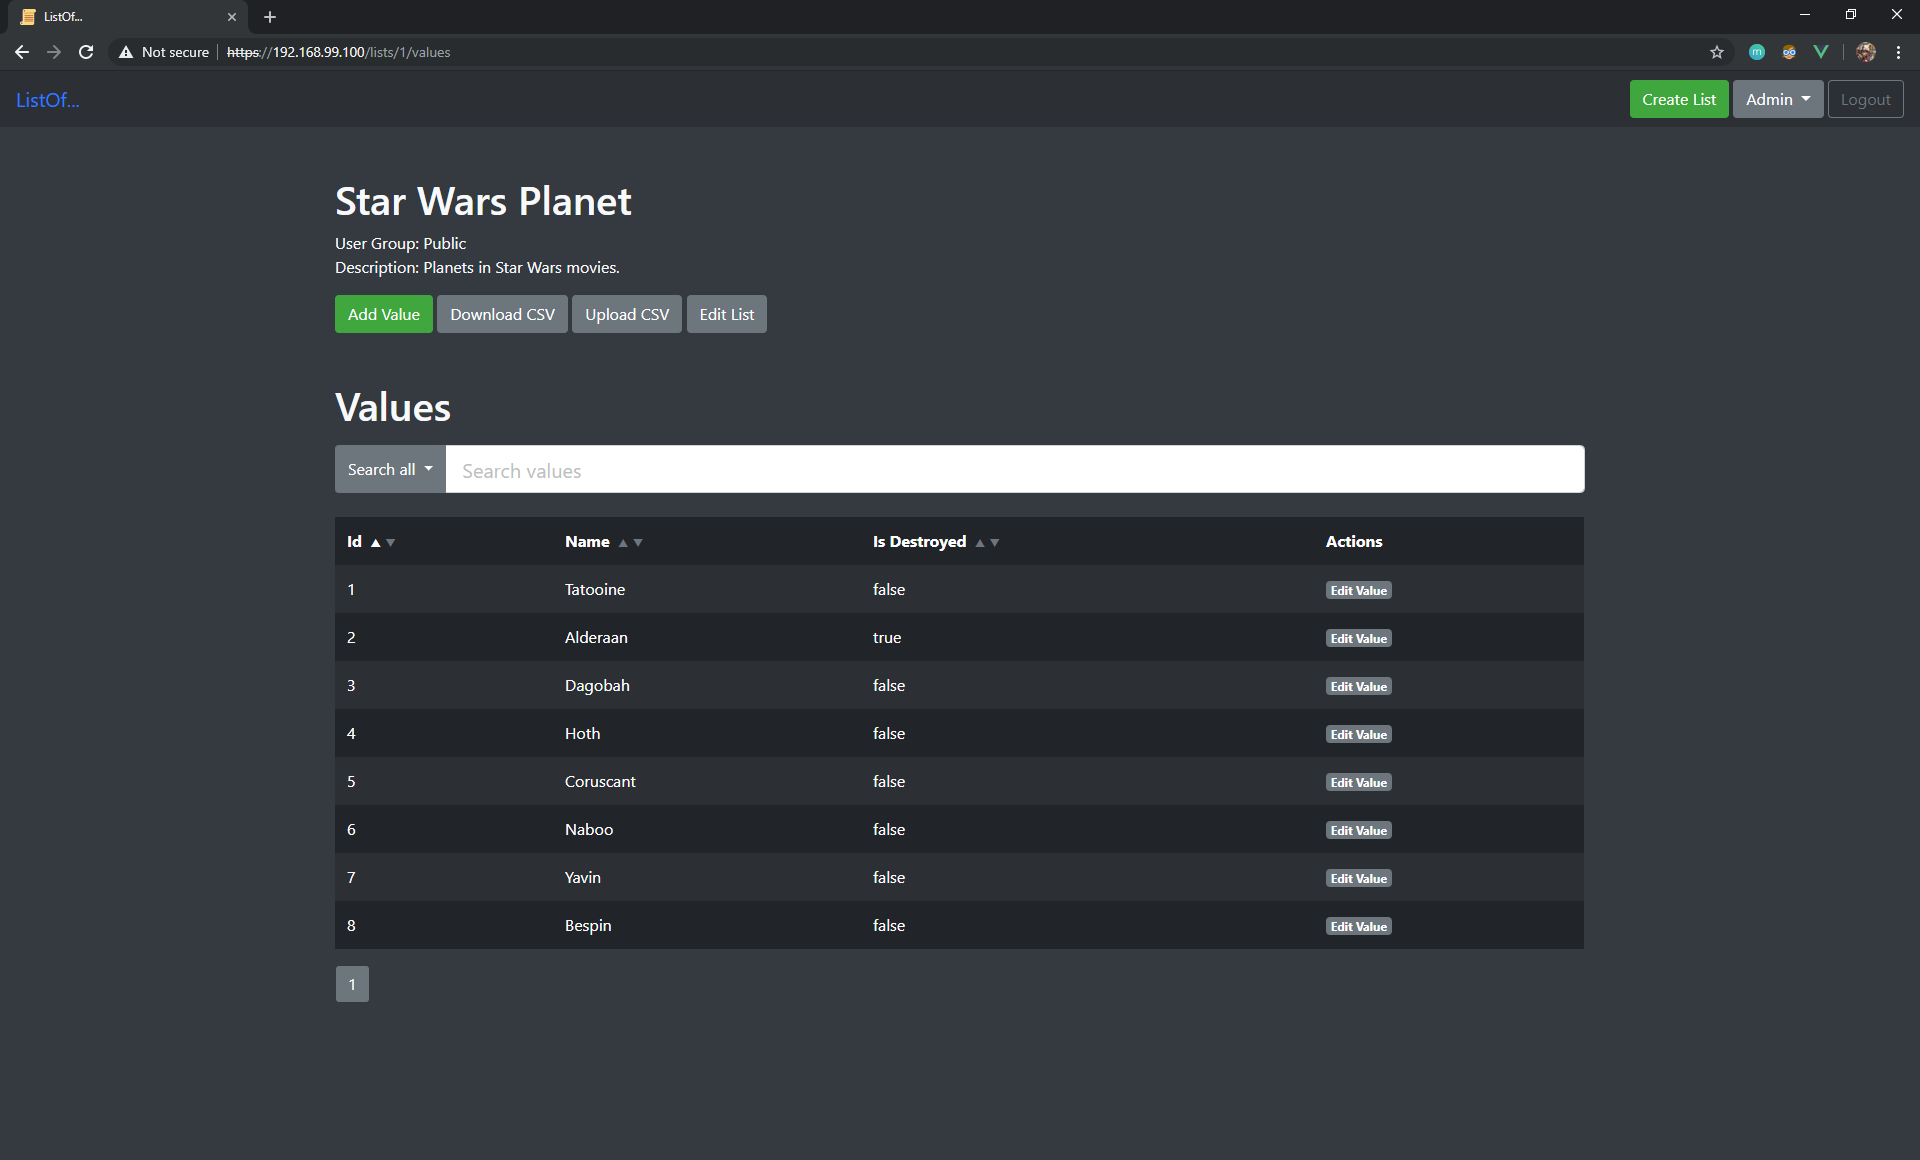 ListOf...
Not secure https://192.168.99.100/lists/1/values
m
ListOf...
Create List Admin Logout
Star Wars Planet
User Group: Public
Description: Planets in Star Wars movies.
Add Value Download CSV Upload CSV Edit List
Values
Search all Search values
Id Name Is Destroyed Actions
1 Tatooine false Edit Value
2 Alderaan true Edit Value
3 Dagobah false Edit Value
4 Hoth false Edit Value
5 Coruscant false Edit Value
6 Naboo false Edit Value
7 Yavin false Edit Value
8 Bespin false Edit Value
1